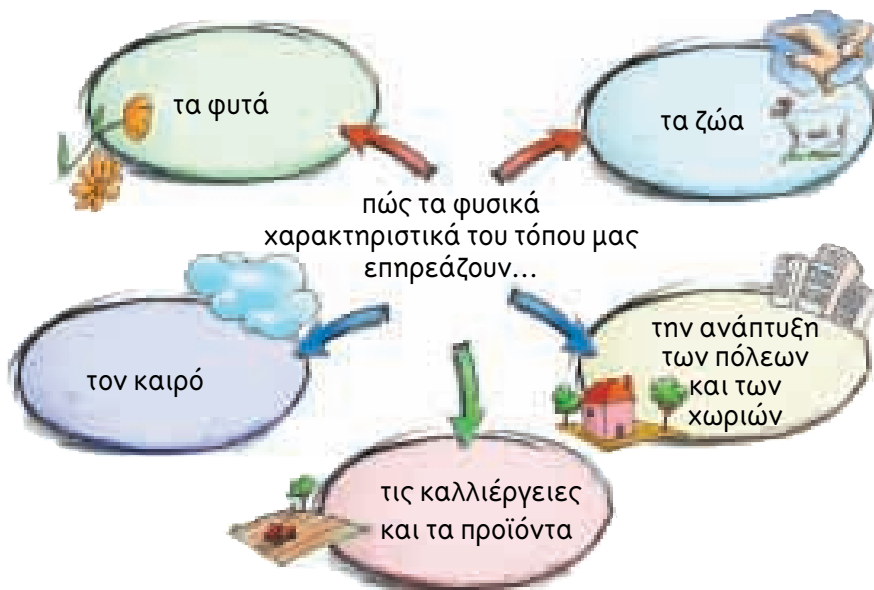 τα φυτά
τα ζώα
πώς τα φυσικά
χαρακτηριστικά του τόπου μας
επηρεάζουν...
τον καιρό
την ανάπτυξη
των πόλεων
και των
χωριών
τις καλλιέργειες
και τα προϊόντα